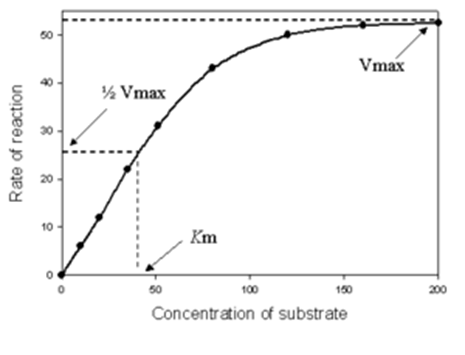 50
Vmax
40
½ Vmax
30
20
10
Km
0
0 50 100 150 200
Rate of reaction
Concentration of substrate